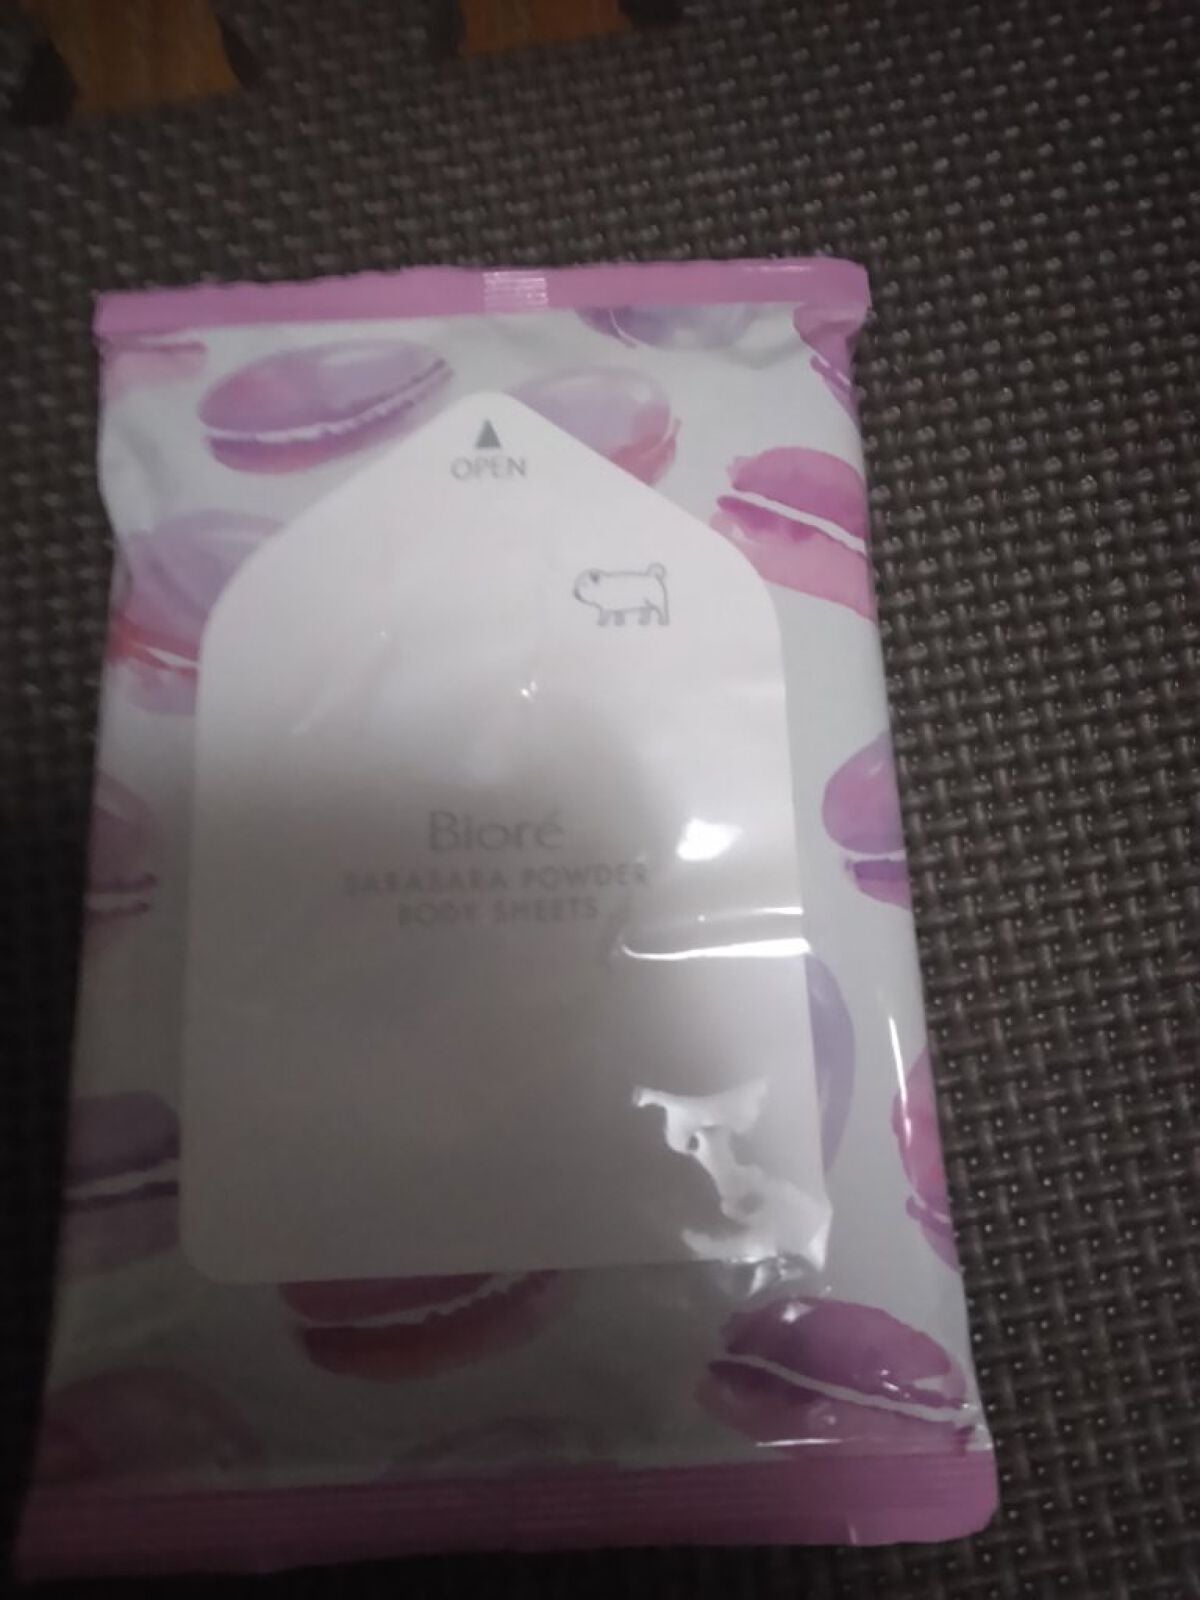 OPEN
Bioré
SARASARA POWDER
BODY SHEETS